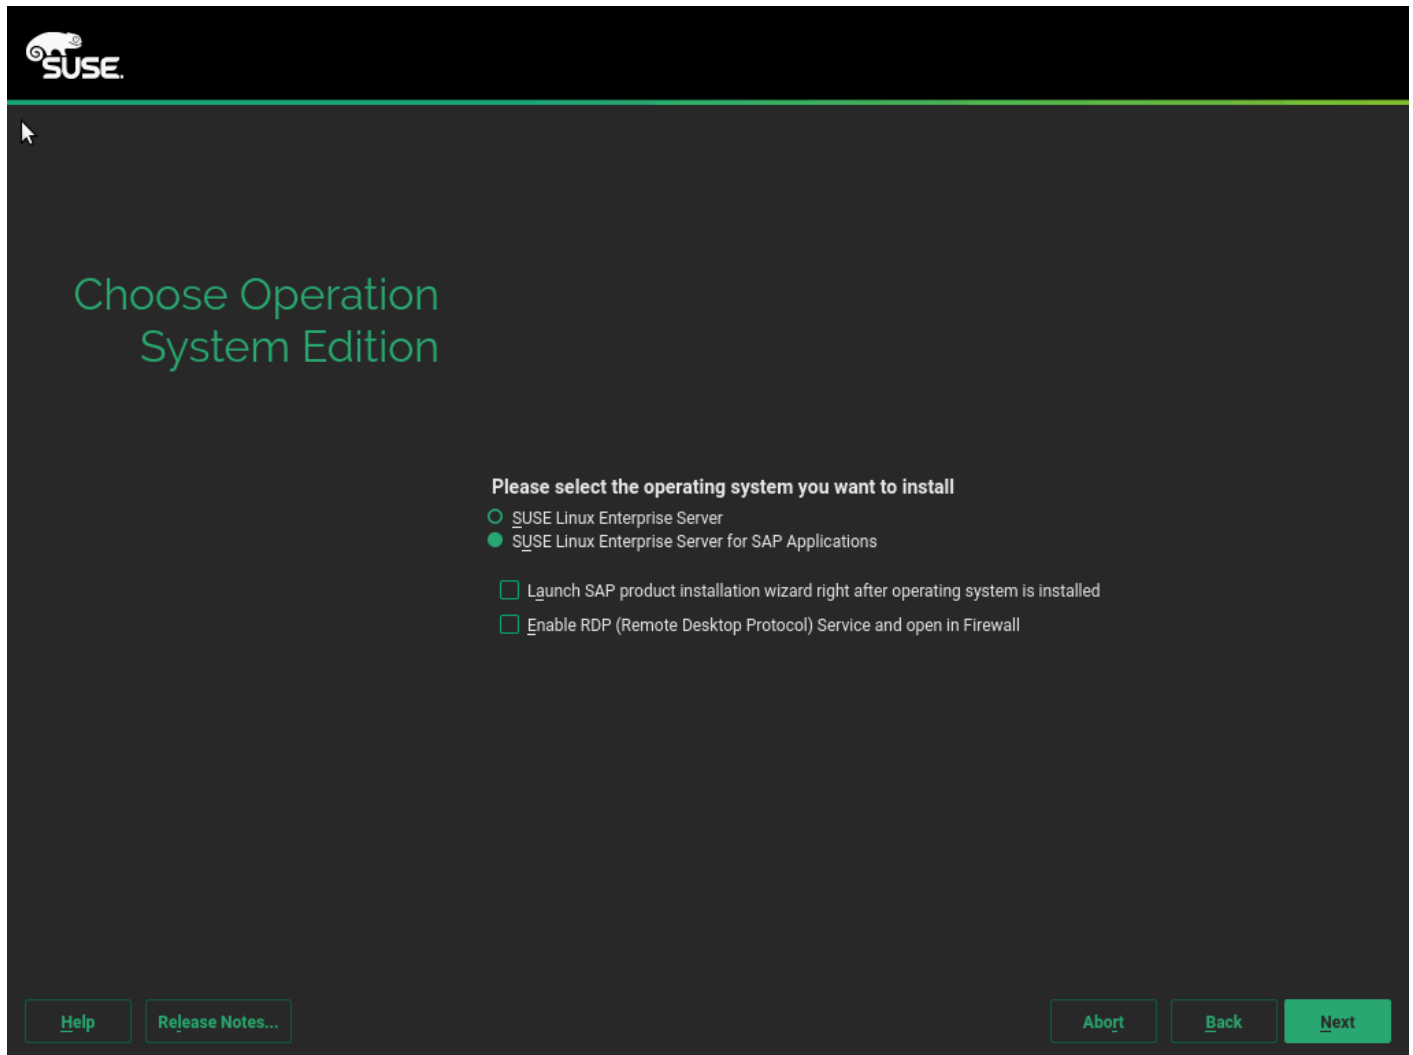 SUSE.
Choose Operation
System Edition
Please select the operating system you want to install
SUSE Linux Enterprise Server
SUSE Linux Enterprise Server for SAP Applications
Launch SAP product installation wizard right after operating system is installed
Enable RDP (Remote Desktop Protocol) Service and open in Firewall
Help
Release Notes...
Abort
Back
Next